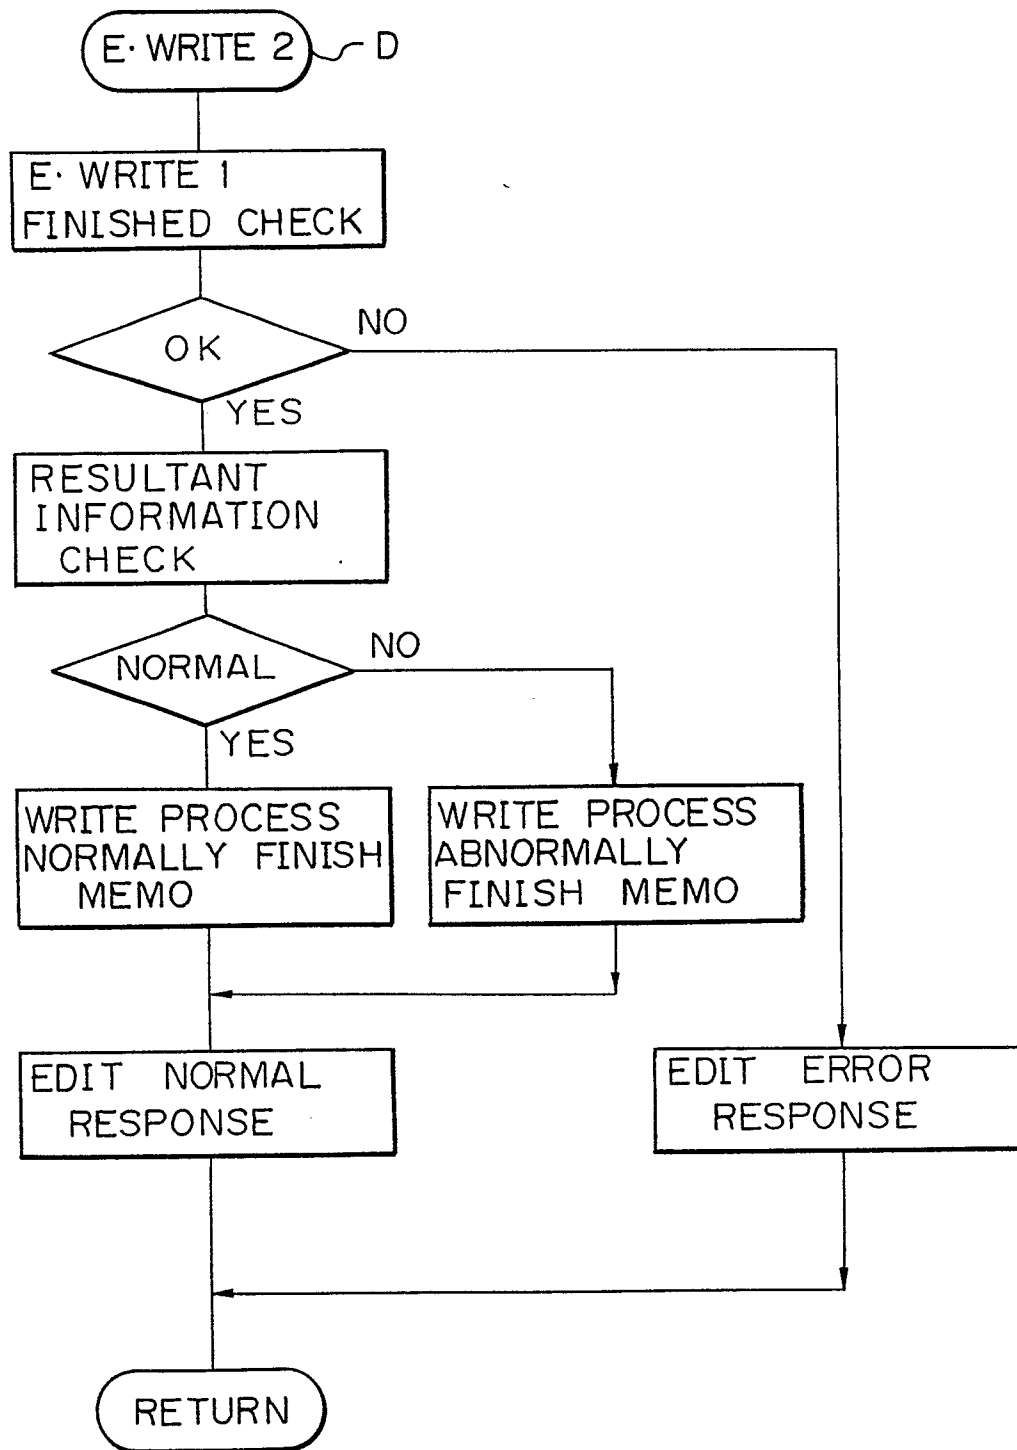 E· WRITE 2
D
E· WRITE 1
FINISHED CHECK
OK
NO
YES
RESULTANT
INFORMATION
CHECK
NORMAL
NO
YES
WRITE PROCESS
NORMALLY FINISH
MEMO
WRITE PROCESS
ABNORMALLY
FINISH MEMO
EDIT NORMAL
RESPONSE
EDIT ERROR
RESPONSE
RETURN